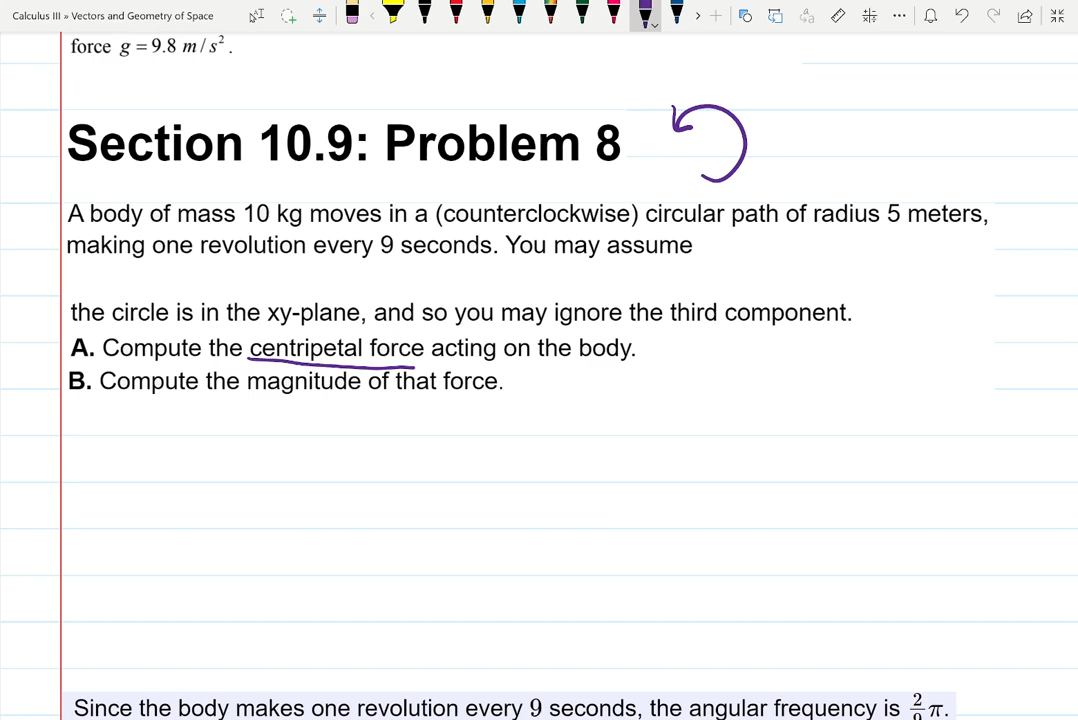 Calculus III » Vectors and Geometry of Space
force g = 9.8 m/s².
Section 10.9: Problem 8
A body of mass 10 kg moves in a (counterclockwise) circular path of radius 5 meters,
making one revolution every 9 seconds. You may assume
the circle is in the xy-plane, and so you may ignore the third component.
A. Compute the centripetal force acting on the body.
B. Compute the magnitude of that force.
Since the body makes one revolution every 9 seconds, the angular frequency is 2/9 π.